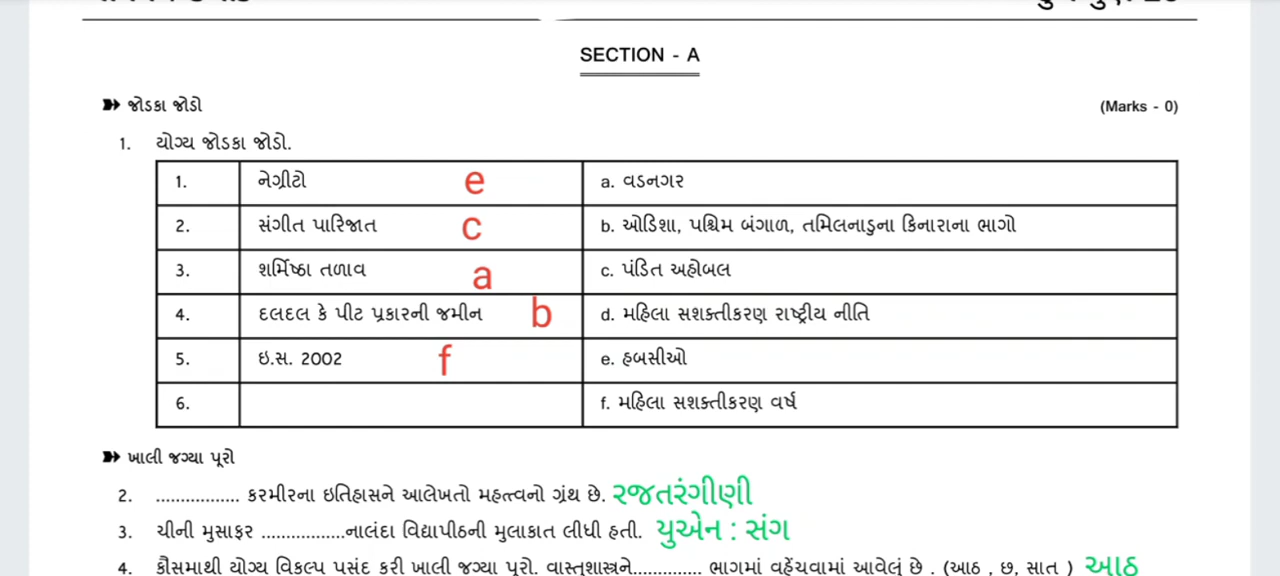 SECTION - A
જોડકા જોડો (Marks - 0)
1. યોગ્ય જોડકા જોડો.
1. નેગ્રીટો e a. વડનગર
2. સંગીત પારિજાત c b. ઓડિશા, પશ્ચિમ બંગાળ, તમિલનાડુના કિનારાના ભાગો
3. શર્મિષ્ઠા તળાવ a c. પંડિત અહોબલ
4. દલદલ કે પીટ પ્રકારની જમીન b d. મહિલા સશક્તીકરણ રાષ્ટ્રીય નીતિ
5. ઇ.સ. 2002 f e. હબસીઓ
6. f. મહિલા સશક્તીકરણ વર્ષ
ખાલી જગ્યા પૂરો
2. ................ કશ્મીરના ઇતિહાસને આલેખતો મહત્ત્વનો ગ્રંથ છે. રજતરંગીણી
3. ચીની મુસાફર .................નાલંદા વિદ્યાપીઠની મુલાકાત લીધી હતી. યુએન : સંગ
4. કૌસમાથી યોગ્ય વિકલ્પ પસંદ કરી ખાલી જગ્યા પૂરો. વાસ્તુશાસ્ત્રને............. ભાગમાં વહેંચવામાં આવેલું છે . (આઠ , છ, સાત ) આઠ